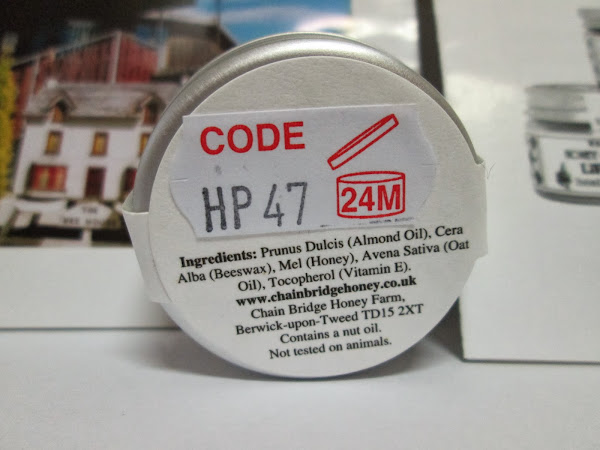 CODE
HP 47
24M
Ingredients: Prunus Dulcis (Almond Oil), Cera
Alba (Beeswax), Mel (Honey), Avena Sativa (Oat
Oil), Tocopherol (Vitamin E).
www.chainbridgehoney.co.uk
Chain Bridge Honey Farm,
Berwick-upon-Tweed TD15 2XT
Contains a nut oil.
Not tested on animals.